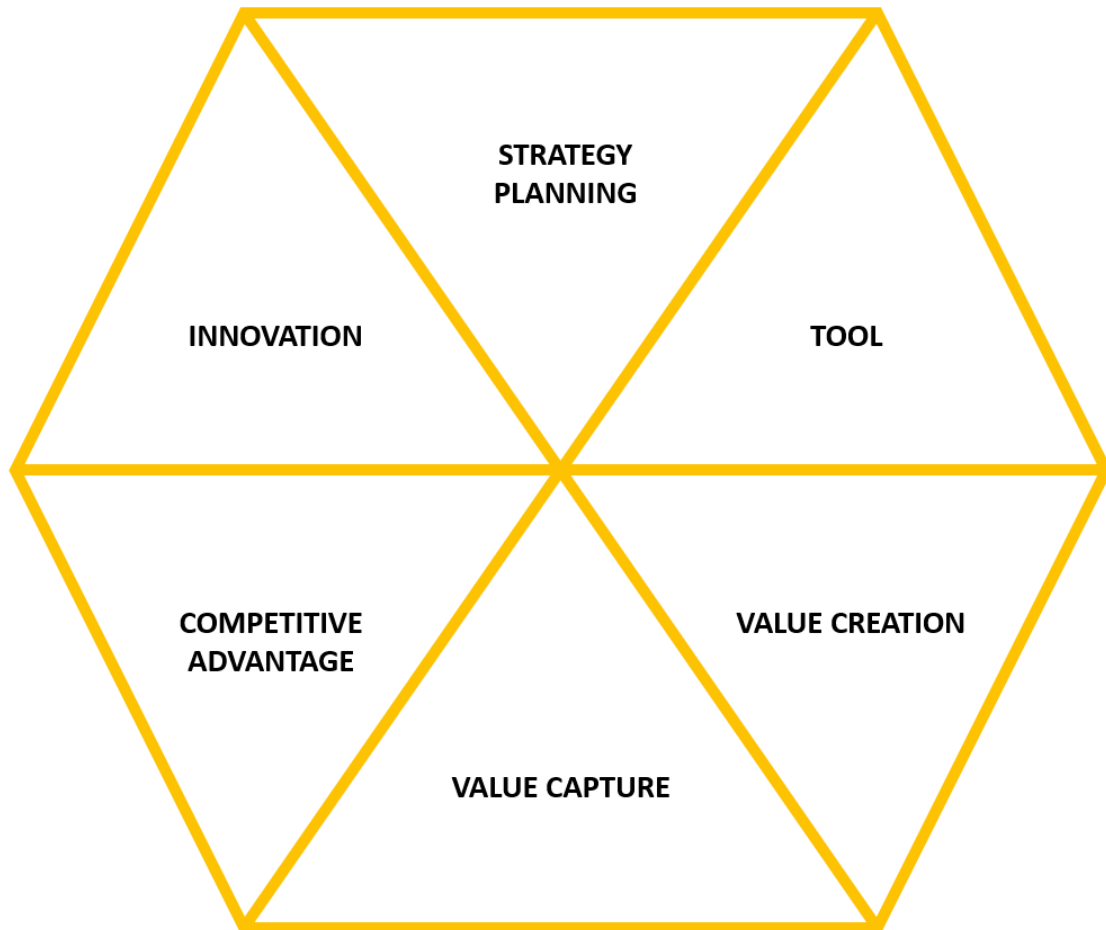 STRATEGY
PLANNING
INNOVATION
TOOL
COMPETITIVE
ADVANTAGE
VALUE CREATION
VALUE CAPTURE